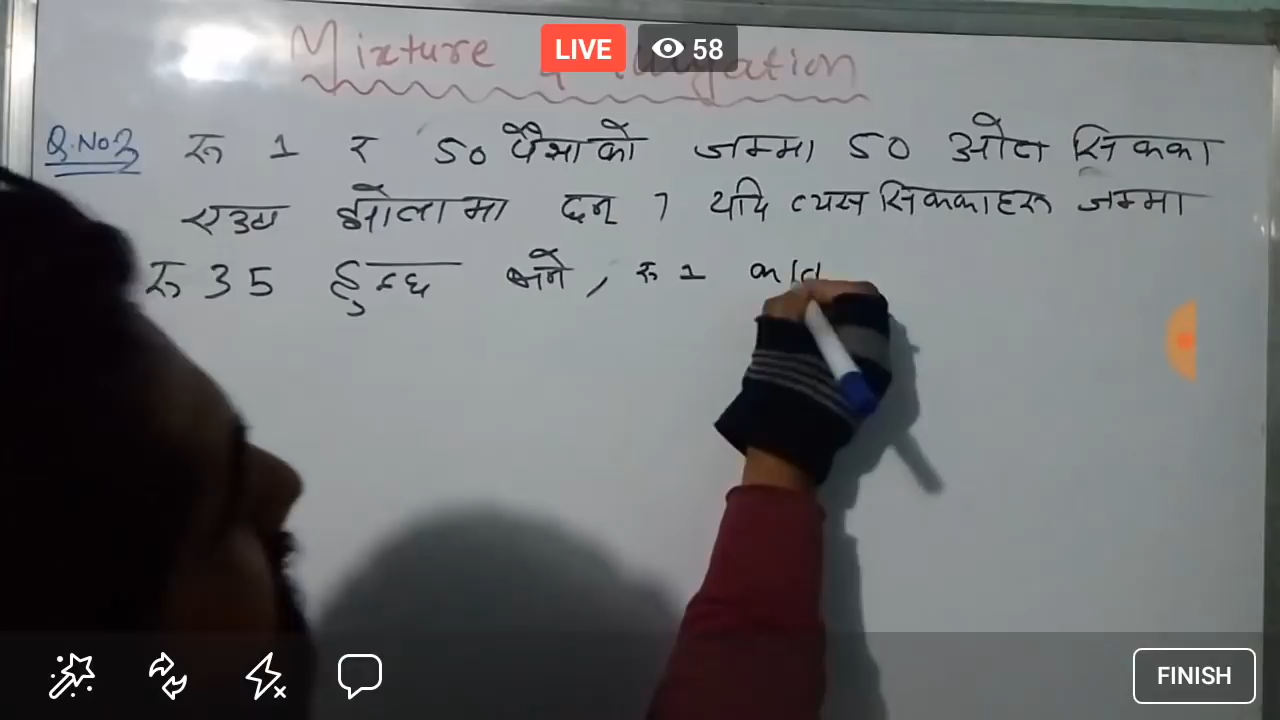 LIVE 58
Mixture
Q.No3 रू 1 र 50 पैसाको जम्मा 50 ओटा सिक्का
एउटा झोलामा छन् । यदि त्यस सिक्काहरू जम्मा
रू 35 हुन्छ भने, रू 1
FINISH